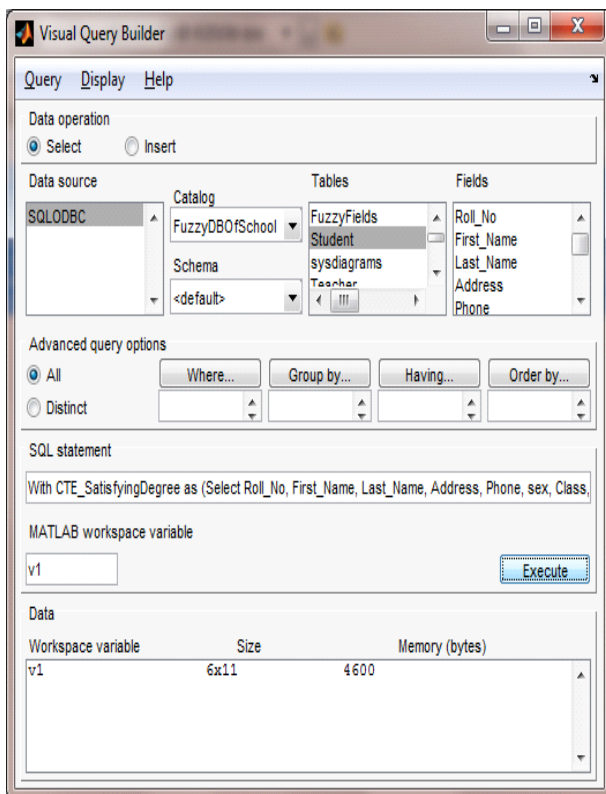 Visual Query Builder
Query Display Help
Data operation
Select Insert
Data source Catalog Tables Fields
SQLODBC FuzzyDBOfSchool FuzzyFields Roll_No
Student First_Name
Schema sysdiagrams Last_Name
<default> Teacher Address
Phone
Advanced query options
All Where... Group by... Having... Order by...
Distinct
SQL statement
With CTE_SatisfyingDegree as (Select Roll_No, First_Name, Last_Name, Address, Phone, sex, Class,
MATLAB workspace variable
v1 Execute
Data
Workspace variable Size Memory (bytes)
v1 6x11 4600